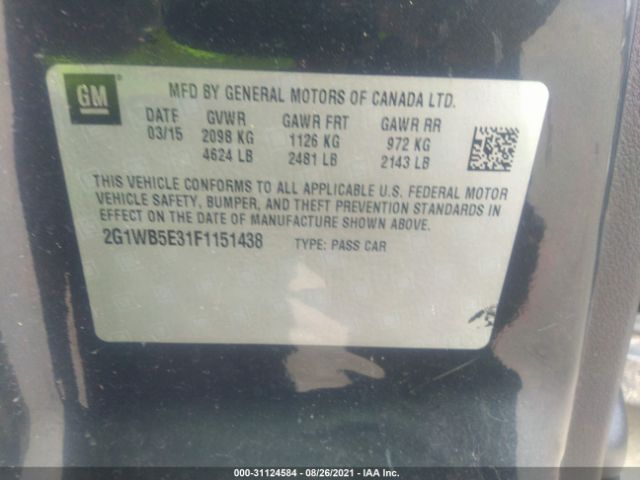 GM
MFD BY GENERAL MOTORS OF CANADA LTD.
DATE GVWR GAWR FRT GAWR RR
03/15 2098 KG 1126 KG 972 KG
4624 LB 2481 LB 2143 LB
THIS VEHICLE CONFORMS TO ALL APPLICABLE U.S. FEDERAL MOTOR
VEHICLE SAFETY, BUMPER, AND THEFT PREVENTION STANDARDS IN
EFFECT ON THE DATE OF MANUFACTURE SHOWN ABOVE.
2G1WB5E31F1151438 TYPE: PASS CAR
000-31124584 - 08/26/2021 - IAA Inc.